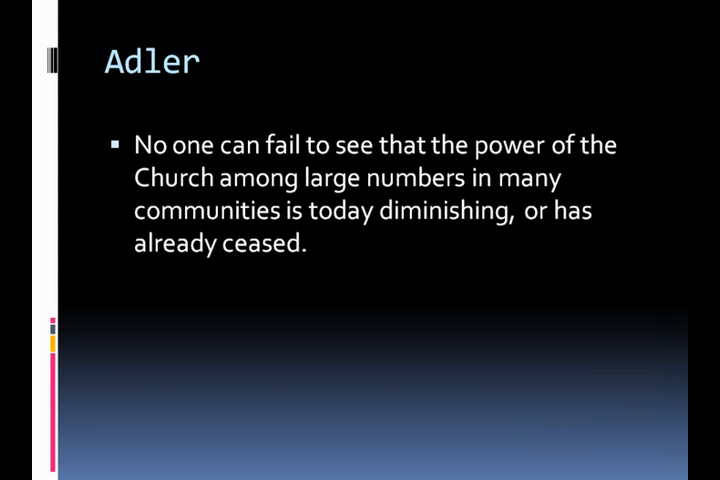 Adler
No one can fail to see that the power of the
Church among large numbers in many
communities is today diminishing, or has
already ceased.